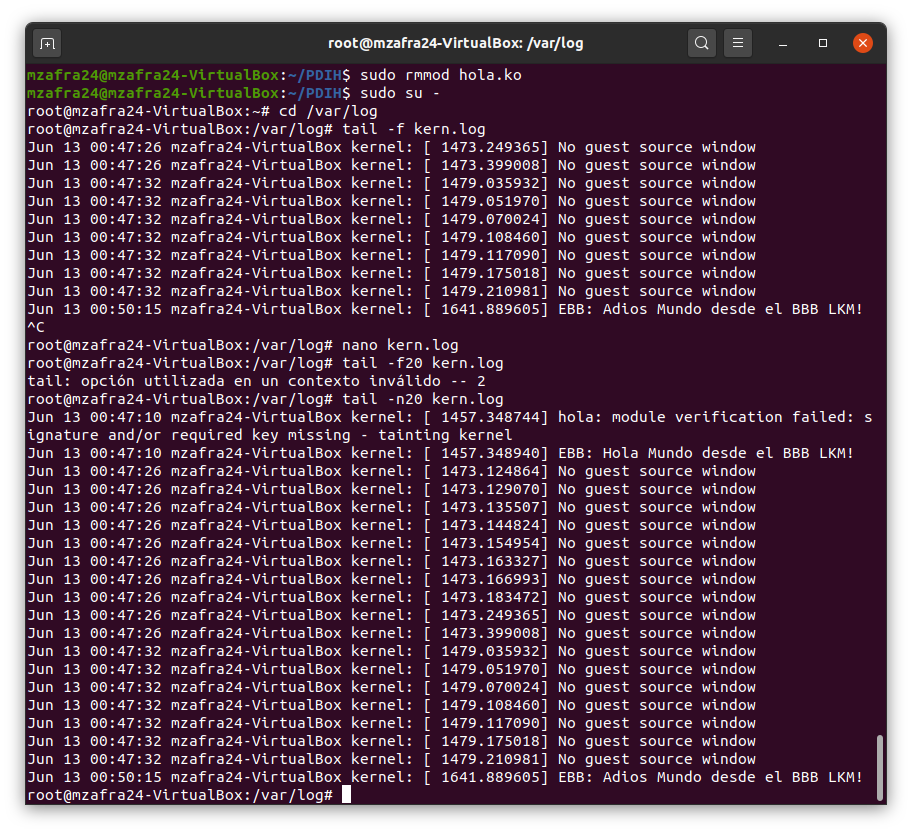 root@mzafra24-VirtualBox: /var/log
mzafra24@mzafra24-VirtualBox:~/PDIH$ sudo rmmod hola.ko
mzafra24@mzafra24-VirtualBox:~/PDIH$ sudo su -
root@mzafra24-VirtualBox:~# cd /var/log
root@mzafra24-VirtualBox:/var/log# tail -f kern.log
Jun 13 00:47:26 mzafra24-VirtualBox kernel: [ 1473.249365] No guest source window
Jun 13 00:47:26 mzafra24-VirtualBox kernel: [ 1473.399008] No guest source window
Jun 13 00:47:32 mzafra24-VirtualBox kernel: [ 1479.035932] No guest source window
Jun 13 00:47:32 mzafra24-VirtualBox kernel: [ 1479.051970] No guest source window
Jun 13 00:47:32 mzafra24-VirtualBox kernel: [ 1479.070024] No guest source window
Jun 13 00:47:32 mzafra24-VirtualBox kernel: [ 1479.108460] No guest source window
Jun 13 00:47:32 mzafra24-VirtualBox kernel: [ 1479.117090] No guest source window
Jun 13 00:47:32 mzafra24-VirtualBox kernel: [ 1479.175018] No guest source window
Jun 13 00:47:32 mzafra24-VirtualBox kernel: [ 1479.210981] No guest source window
Jun 13 00:50:15 mzafra24-VirtualBox kernel: [ 1641.889605] EBB: Adios Mundo desde el BBB LKM!
^C
root@mzafra24-VirtualBox:/var/log# nano kern.log
root@mzafra24-VirtualBox:/var/log# tail -f20 kern.log
tail: opción utilizada en un contexto inválido -- 2
root@mzafra24-VirtualBox:/var/log# tail -n20 kern.log
Jun 13 00:47:10 mzafra24-VirtualBox kernel: [ 1457.348744] hola: module verification failed: s
ignature and/or required key missing - tainting kernel
Jun 13 00:47:10 mzafra24-VirtualBox kernel: [ 1457.348940] EBB: Hola Mundo desde el BBB LKM!
Jun 13 00:47:26 mzafra24-VirtualBox kernel: [ 1473.124864] No guest source window
Jun 13 00:47:26 mzafra24-VirtualBox kernel: [ 1473.129070] No guest source window
Jun 13 00:47:26 mzafra24-VirtualBox kernel: [ 1473.135507] No guest source window
Jun 13 00:47:26 mzafra24-VirtualBox kernel: [ 1473.144824] No guest source window
Jun 13 00:47:26 mzafra24-VirtualBox kernel: [ 1473.154954] No guest source window
Jun 13 00:47:26 mzafra24-VirtualBox kernel: [ 1473.163327] No guest source window
Jun 13 00:47:26 mzafra24-VirtualBox kernel: [ 1473.166993] No guest source window
Jun 13 00:47:26 mzafra24-VirtualBox kernel: [ 1473.183472] No guest source window
Jun 13 00:47:26 mzafra24-VirtualBox kernel: [ 1473.249365] No guest source window
Jun 13 00:47:26 mzafra24-VirtualBox kernel: [ 1473.399008] No guest source window
Jun 13 00:47:32 mzafra24-VirtualBox kernel: [ 1479.035932] No guest source window
Jun 13 00:47:32 mzafra24-VirtualBox kernel: [ 1479.051970] No guest source window
Jun 13 00:47:32 mzafra24-VirtualBox kernel: [ 1479.070024] No guest source window
Jun 13 00:47:32 mzafra24-VirtualBox kernel: [ 1479.108460] No guest source window
Jun 13 00:47:32 mzafra24-VirtualBox kernel: [ 1479.117090] No guest source window
Jun 13 00:47:32 mzafra24-VirtualBox kernel: [ 1479.175018] No guest source window
Jun 13 00:47:32 mzafra24-VirtualBox kernel: [ 1479.210981] No guest source window
Jun 13 00:50:15 mzafra24-VirtualBox kernel: [ 1641.889605] EBB: Adios Mundo desde el BBB LKM!
root@mzafra24-VirtualBox:/var/log#